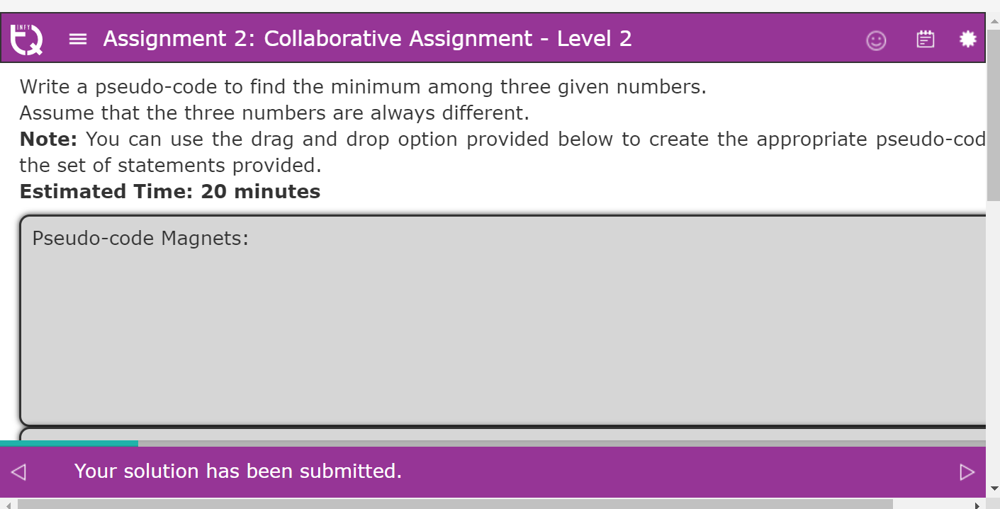 INFY
Assignment 2: Collaborative Assignment - Level 2
Write a pseudo-code to find the minimum among three given numbers.
Assume that the three numbers are always different.
Note: You can use the drag and drop option provided below to create the appropriate pseudo-cod
the set of statements provided.
Estimated Time: 20 minutes
Pseudo-code Magnets:
Your solution has been submitted.